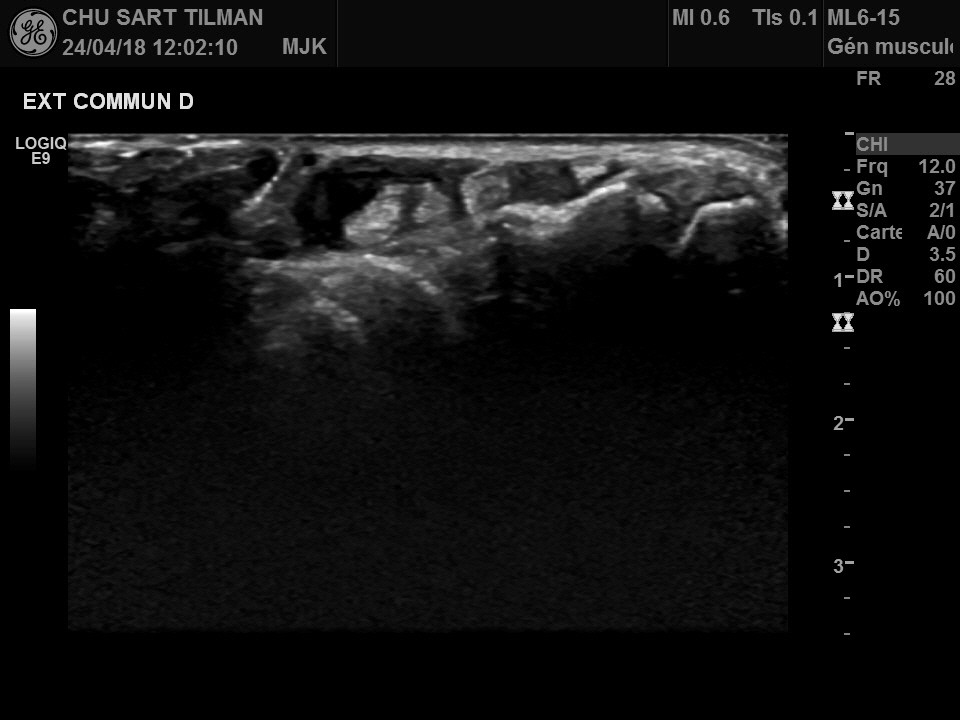 CHU SART TILMAN
24/04/18 12:02:10 MJK
MI 0.6 TIs 0.1
ML6-15
Gén muscul
EXT COMMUN D
LOGIQ
E9
FR 28
CHI
Frq 12.0
Gn 37
S/A 2/1
Carte A/0
D 3.5
DR 60
AO% 100
1
2
3